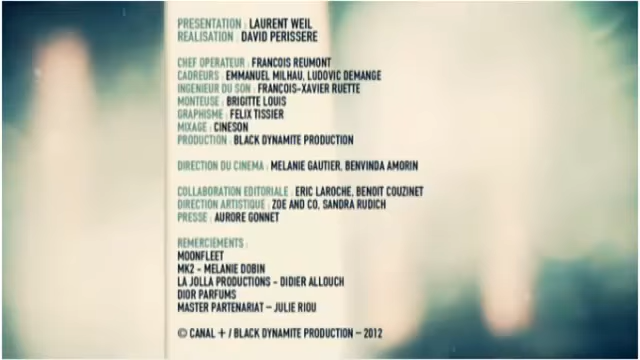 PRESENTATION : LAURENT WEIL
REALISATION : DAVID PERISSERE
CHEF OPERATEUR : FRANCOIS REUMONT
CADREURS : EMMANUEL MILHAU, LUDOVIC DEMANGE
INGENIEUR DU SON : FRANÇOIS-XAVIER RUETTE
MONTEUSE : BRIGITTE LOUIS
GRAPHISME : FELIX TISSIER
MIXAGE : CINESON
PRODUCTION : BLACK DYNAMITE PRODUCTION
DIRECTION DU CINEMA : MELANIE GAUTIER, BENVINDA AMORIN
COLLABORATION EDITORIALE : ERIC LAROCHE, BENOIT COUZINET
DIRECTION ARTISTIQUE : ZOE AND CO, SANDRA RUDICH
PRESSE : AURORE GONNET
REMERCIEMENTS :
MOONFLEET
MK2 - MELANIE DOBIN
LA JOLLA PRODUCTIONS - DIDIER ALLOUCH
DIOR PARFUMS
MASTER PARTENARIAT – JULIE RIOU
© CANAL + / BLACK DYNAMITE PRODUCTION – 2012